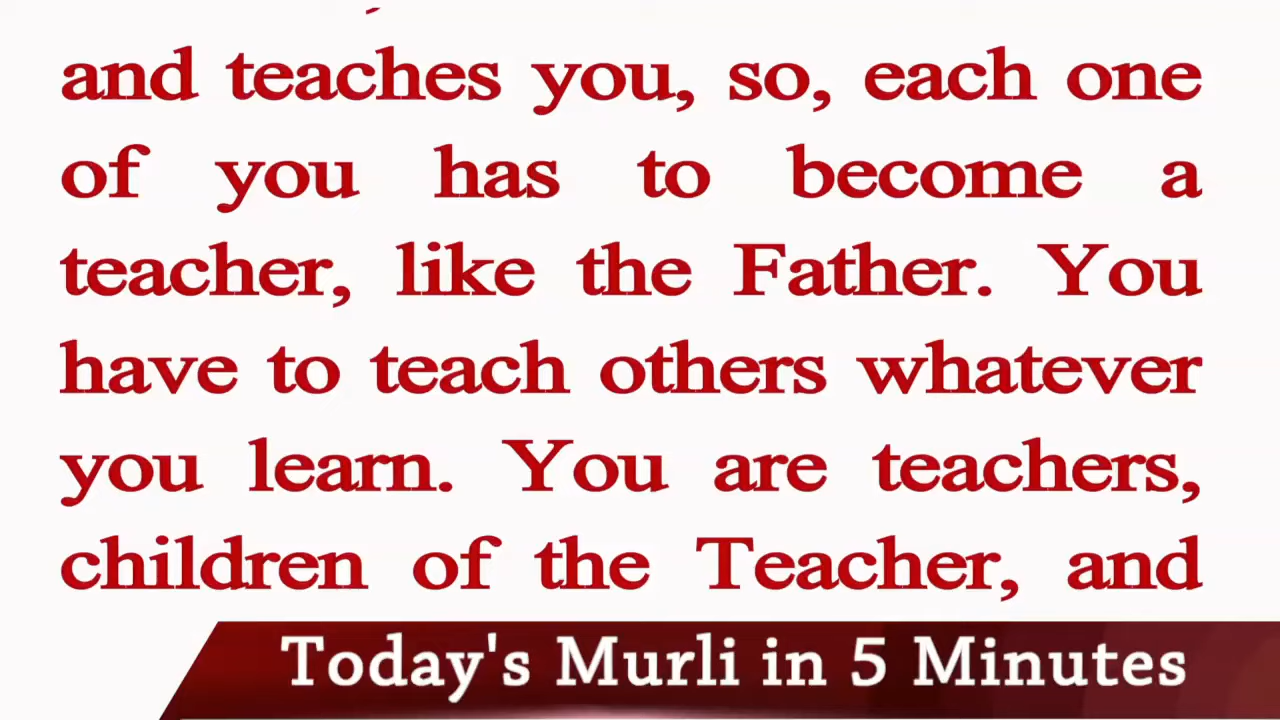 and teaches you, so, each one
of you has to become a
teacher, like the Father. You
have to teach others whatever
you learn. You are teachers,
children of the Teacher, and
Today's Murli in 5 Minutes